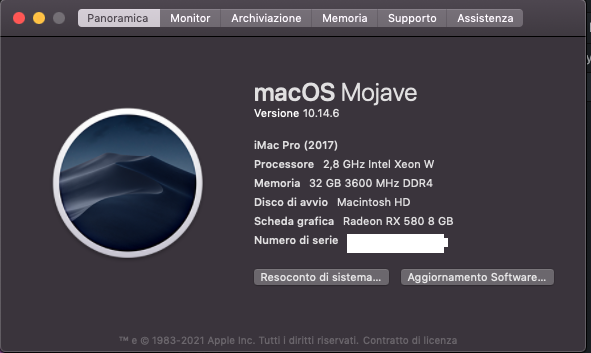 Panoramica Monitor Archiviazione Memoria Supporto Assistenza
macOS Mojave
Versione 10.14.6
iMac Pro (2017)
Processore 2,8 GHz Intel Xeon W
Memoria 32 GB 3600 MHz DDR4
Disco di avvio Macintosh HD
Scheda grafica Radeon RX 580 8 GB
Numero di serie
Resoconto di sistema... Aggiornamento Software...
™ e © 1983-2021 Apple Inc. Tutti i diritti riservati. Contratto di licenza